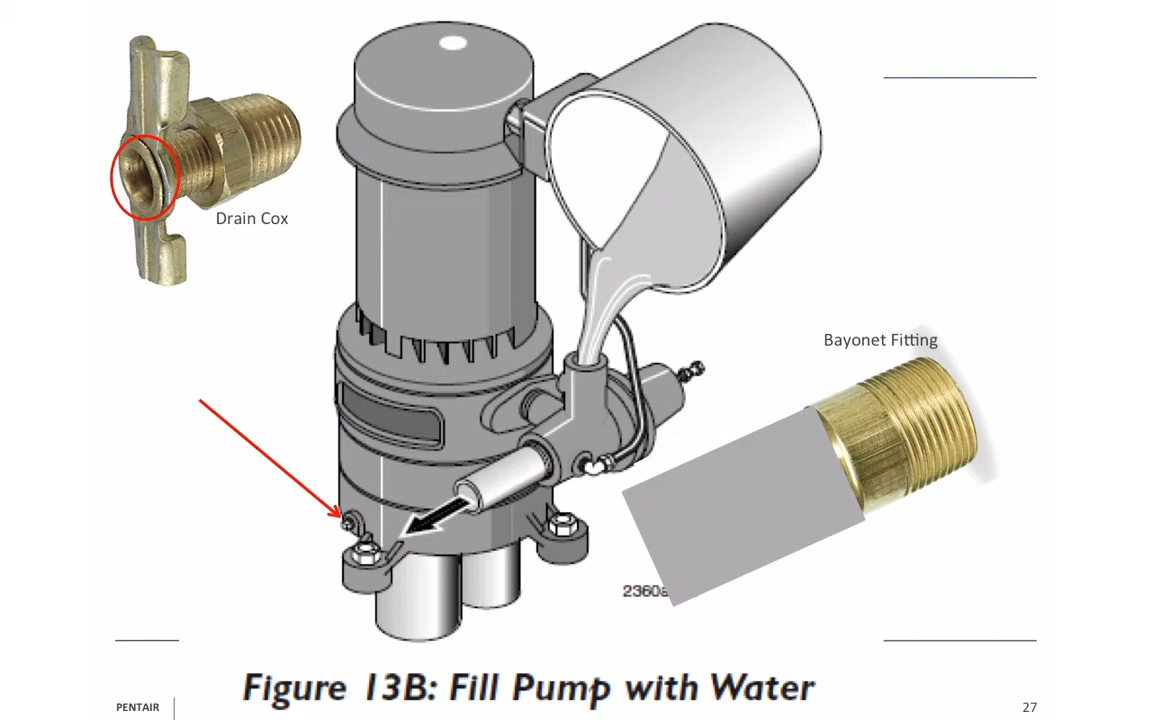 Drain Cox
Bayonet Fitting
Figure 13B: Fill Pump with Water
PENTAIR
27